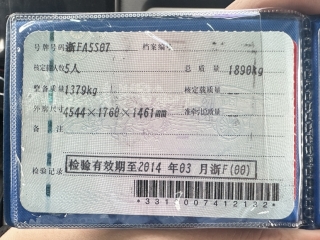 号牌号码 浙FA5S07 档案编号
核定载人数 5人 总质量 1890kg
整备质量 1379kg 核定载质量
外廓尺寸 4544×1760×1461mm 准牵引总质量
备注
检验记录 检验有效期至2014年03月浙F(00)
*3310074121​22*